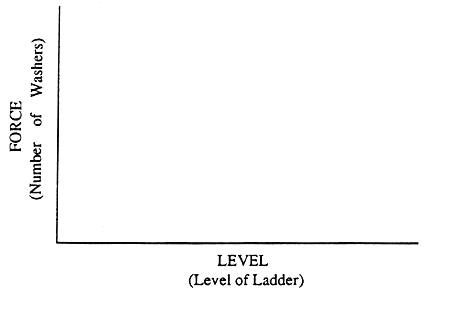 FORCE
(Number of Washers)
LEVEL
(Level of Ladder)